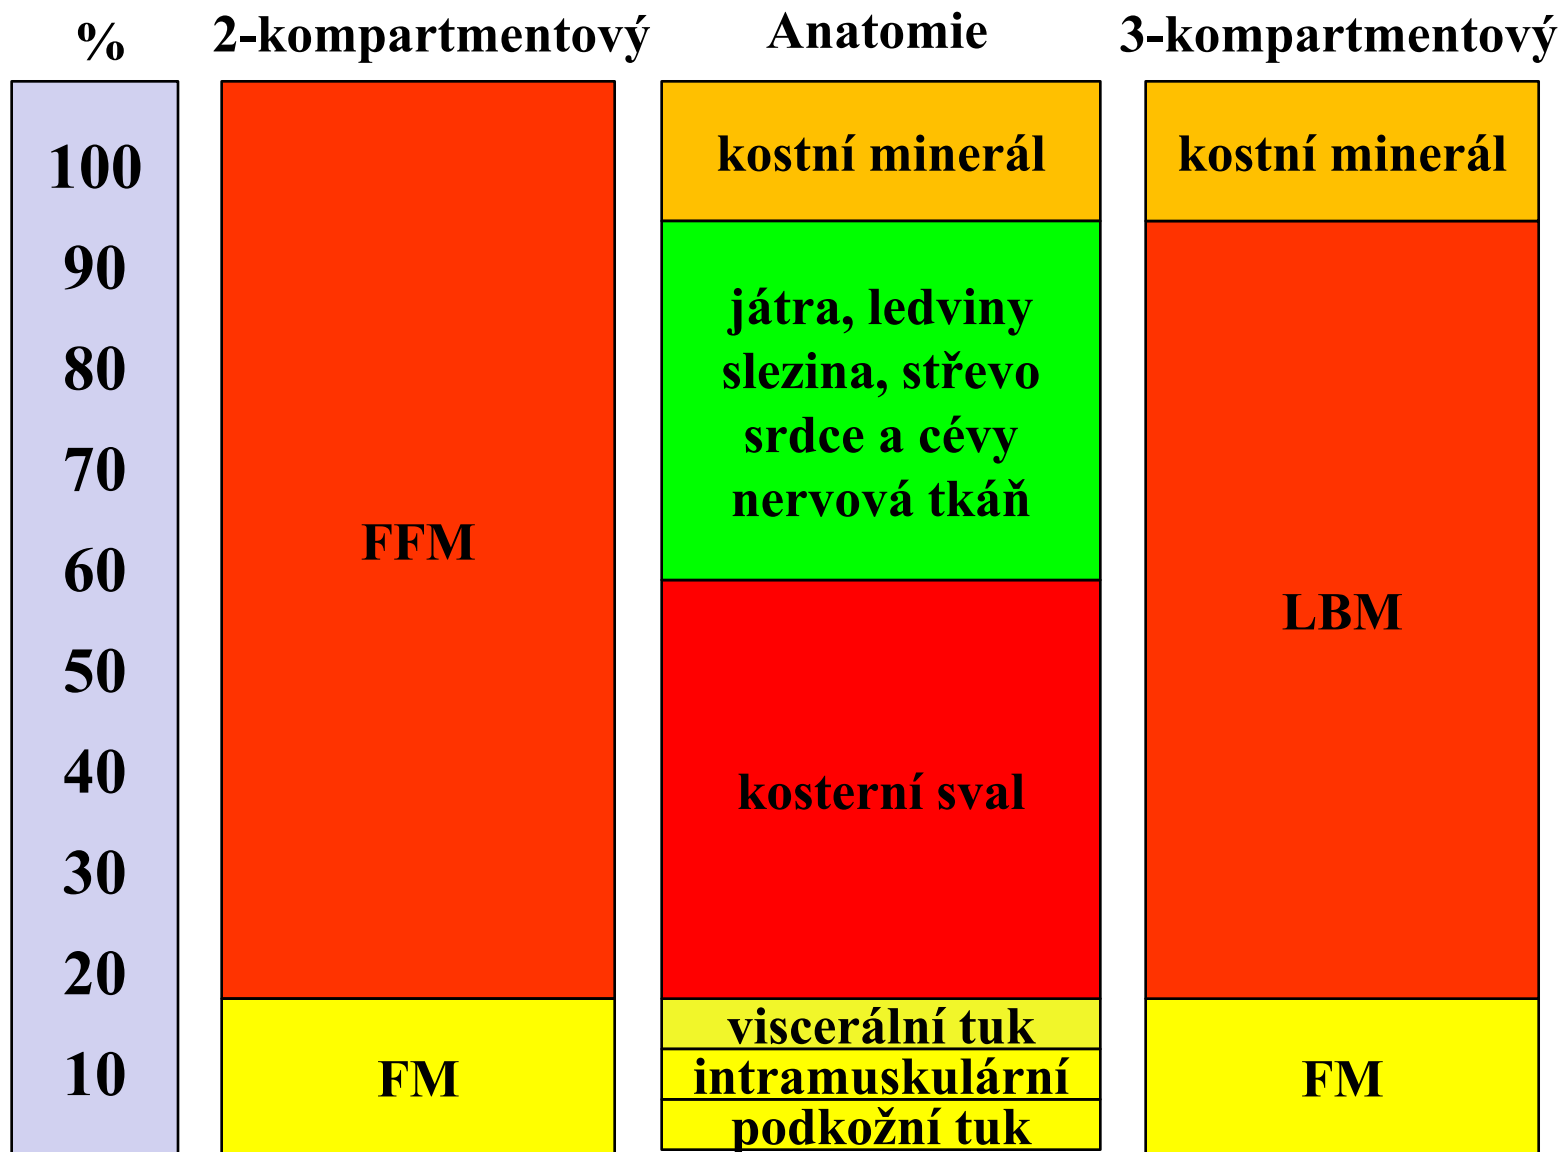 %
2-kompartmentový
Anatomie
3-kompartmentový
100
90
80
70
60
50
40
30
20
10
FFM
FM
kostní minerál
játra, ledviny
slezina, střevo
srdce a cévy
nervová tkáň
kosterní sval
viscerální tuk
intramuskulární
podkožní tuk
kostní minerál
LBM
FM